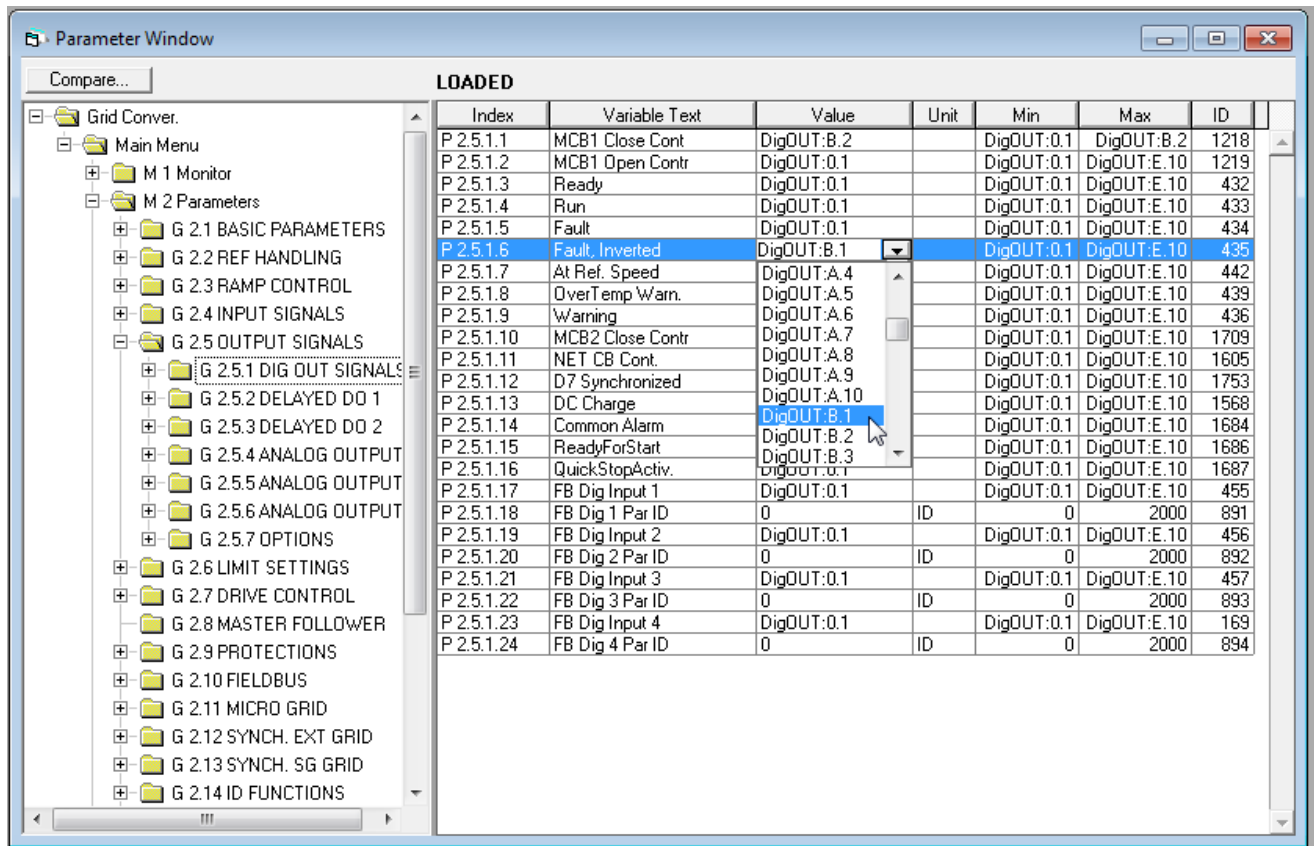 Parameter Window
Compare...
LOADED
Grid Conver.
Main Menu
M 1 Monitor
M 2 Parameters
G 2.1 BASIC PARAMETERS
G 2.2 REF HANDLING
G 2.3 RAMP CONTROL
G 2.4 INPUT SIGNALS
G 2.5 OUTPUT SIGNALS
G 2.5.1 DIG OUT SIGNALS
G 2.5.2 DELAYED DO 1
G 2.5.3 DELAYED DO 2
G 2.5.4 ANALOG OUTPUT
G 2.5.5 ANALOG OUTPUT
G 2.5.6 ANALOG OUTPUT
G 2.5.7 OPTIONS
G 2.6 LIMIT SETTINGS
G 2.7 DRIVE CONTROL
G 2.8 MASTER FOLLOWER
G 2.9 PROTECTIONS
G 2.10 FIELDBUS
G 2.11 MICRO GRID
G 2.12 SYNCH. EXT GRID
G 2.13 SYNCH. SG GRID
G 2.14 ID FUNCTIONS
Index Variable Text Value Unit Min Max ID
P 2.5.1.1 MCB1 Close Cont DigOUT:B.2 DigOUT:0.1 DigOUT:B.2 1218
P 2.5.1.2 MCB1 Open Contr DigOUT:0.1 DigOUT:0.1 DigOUT:E.10 1219
P 2.5.1.3 Ready DigOUT:0.1 DigOUT:0.1 DigOUT:E.10 432
P 2.5.1.4 Run DigOUT:0.1 DigOUT:0.1 DigOUT:E.10 433
P 2.5.1.5 Fault DigOUT:0.1 DigOUT:0.1 DigOUT:E.10 434
P 2.5.1.6 Fault, Inverted DigOUT:B.1 DigOUT:0.1 DigOUT:E.10 435
P 2.5.1.7 At Ref. Speed DigOUT:0.1 DigOUT:E.10 442
P 2.5.1.8 OverTemp Warn. DigOUT:0.1 DigOUT:E.10 439
P 2.5.1.9 Warning DigOUT:0.1 DigOUT:E.10 436
P 2.5.1.10 MCB2 Close Contr DigOUT:0.1 DigOUT:E.10 1709
P 2.5.1.11 NET CB Cont. DigOUT:0.1 DigOUT:E.10 1605
P 2.5.1.12 D7 Synchronized DigOUT:0.1 DigOUT:E.10 1753
P 2.5.1.13 DC Charge DigOUT:0.1 DigOUT:E.10 1568
P 2.5.1.14 Common Alarm DigOUT:0.1 DigOUT:E.10 1684
P 2.5.1.15 ReadyForStart DigOUT:0.1 DigOUT:E.10 1686
P 2.5.1.16 QuickStopActiv. DigOUT:0.1 DigOUT:0.1 DigOUT:E.10 1687
P 2.5.1.17 FB Dig Input 1 DigOUT:0.1 DigOUT:0.1 DigOUT:E.10 455
P 2.5.1.18 FB Dig 1 Par ID 0 ID 0 2000 891
P 2.5.1.19 FB Dig Input 2 DigOUT:0.1 DigOUT:0.1 DigOUT:E.10 456
P 2.5.1.20 FB Dig 2 Par ID 0 ID 0 2000 892
P 2.5.1.21 FB Dig Input 3 DigOUT:0.1 DigOUT:0.1 DigOUT:E.10 457
P 2.5.1.22 FB Dig 3 Par ID 0 ID 0 2000 893
P 2.5.1.23 FB Dig Input 4 DigOUT:0.1 DigOUT:0.1 DigOUT:E.10 169
P 2.5.1.24 FB Dig 4 Par ID 0 ID 0 2000 894
DigOUT:A.4
DigOUT:A.5
DigOUT:A.6
DigOUT:A.7
DigOUT:A.8
DigOUT:A.9
DigOUT:A.10
DigOUT:B.1
DigOUT:B.2
DigOUT:B.3